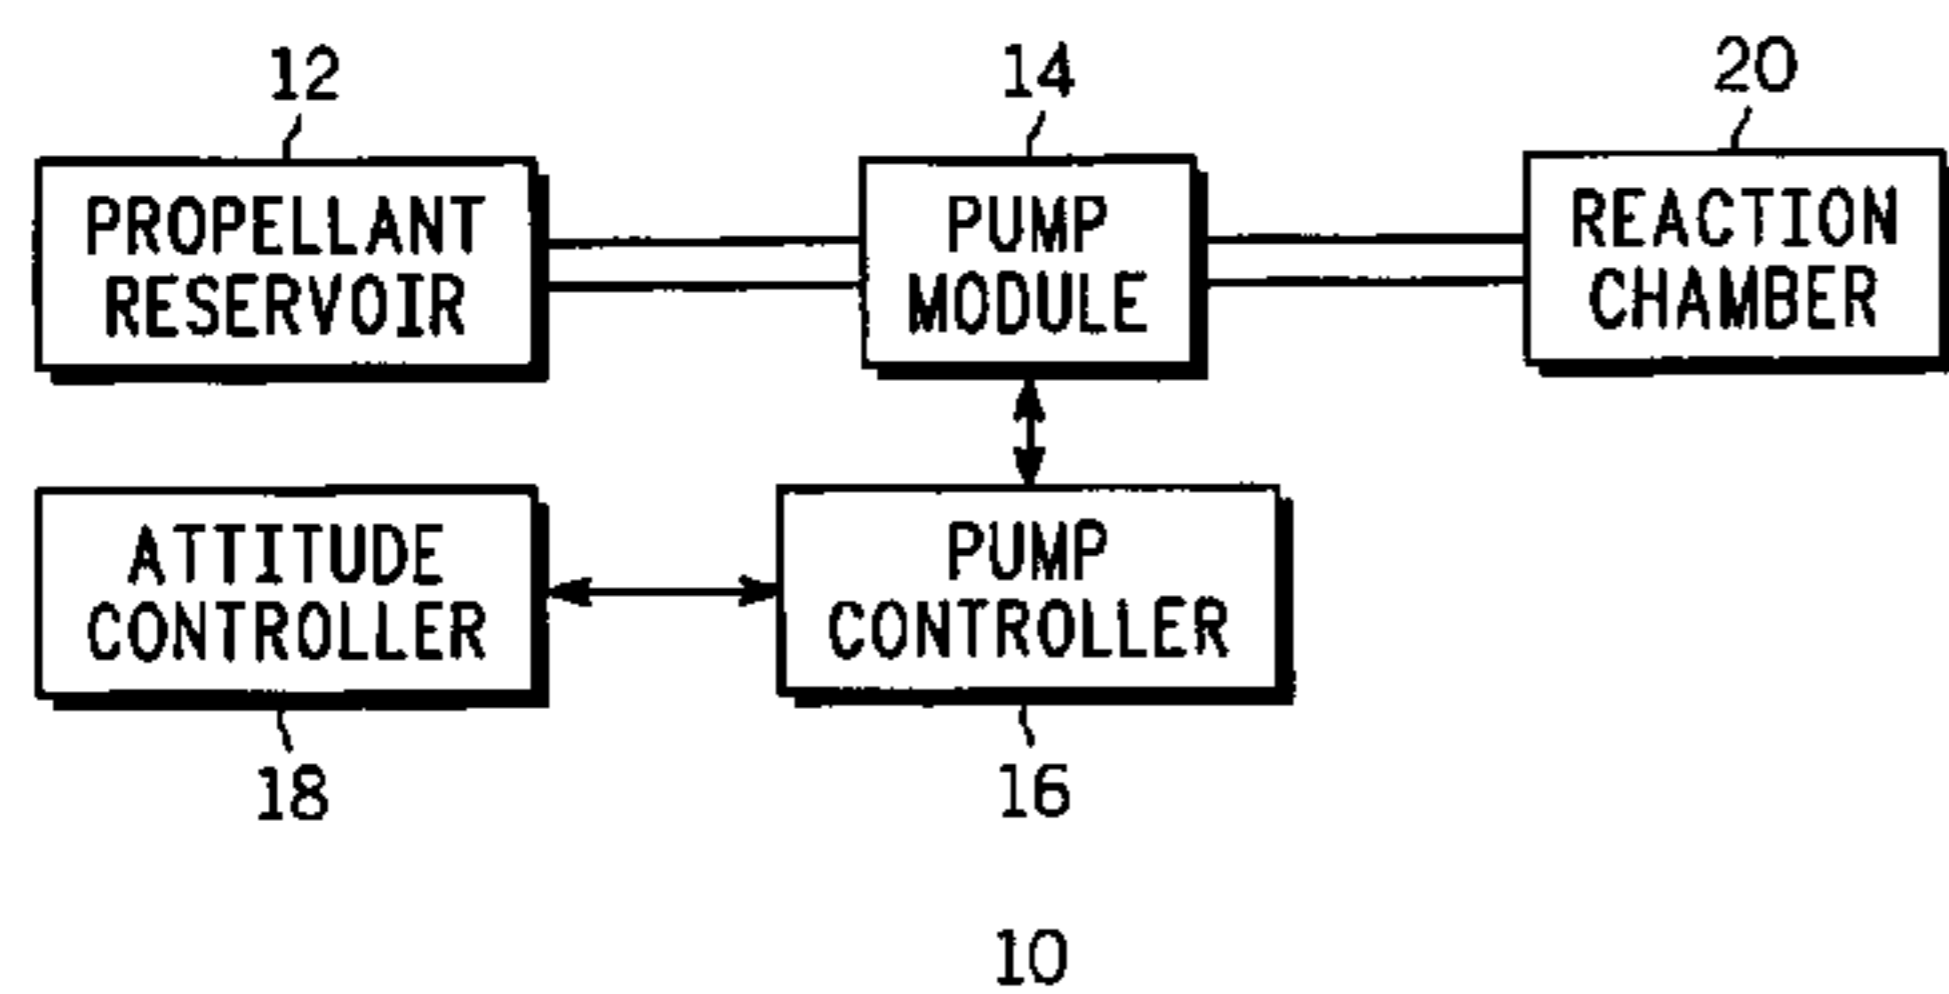 12
14
20
PROPELLANT
RESERVOIR
PUMP
MODULE
REACTION
CHAMBER
ATTITUDE
CONTROLLER
PUMP
CONTROLLER
18
16
10